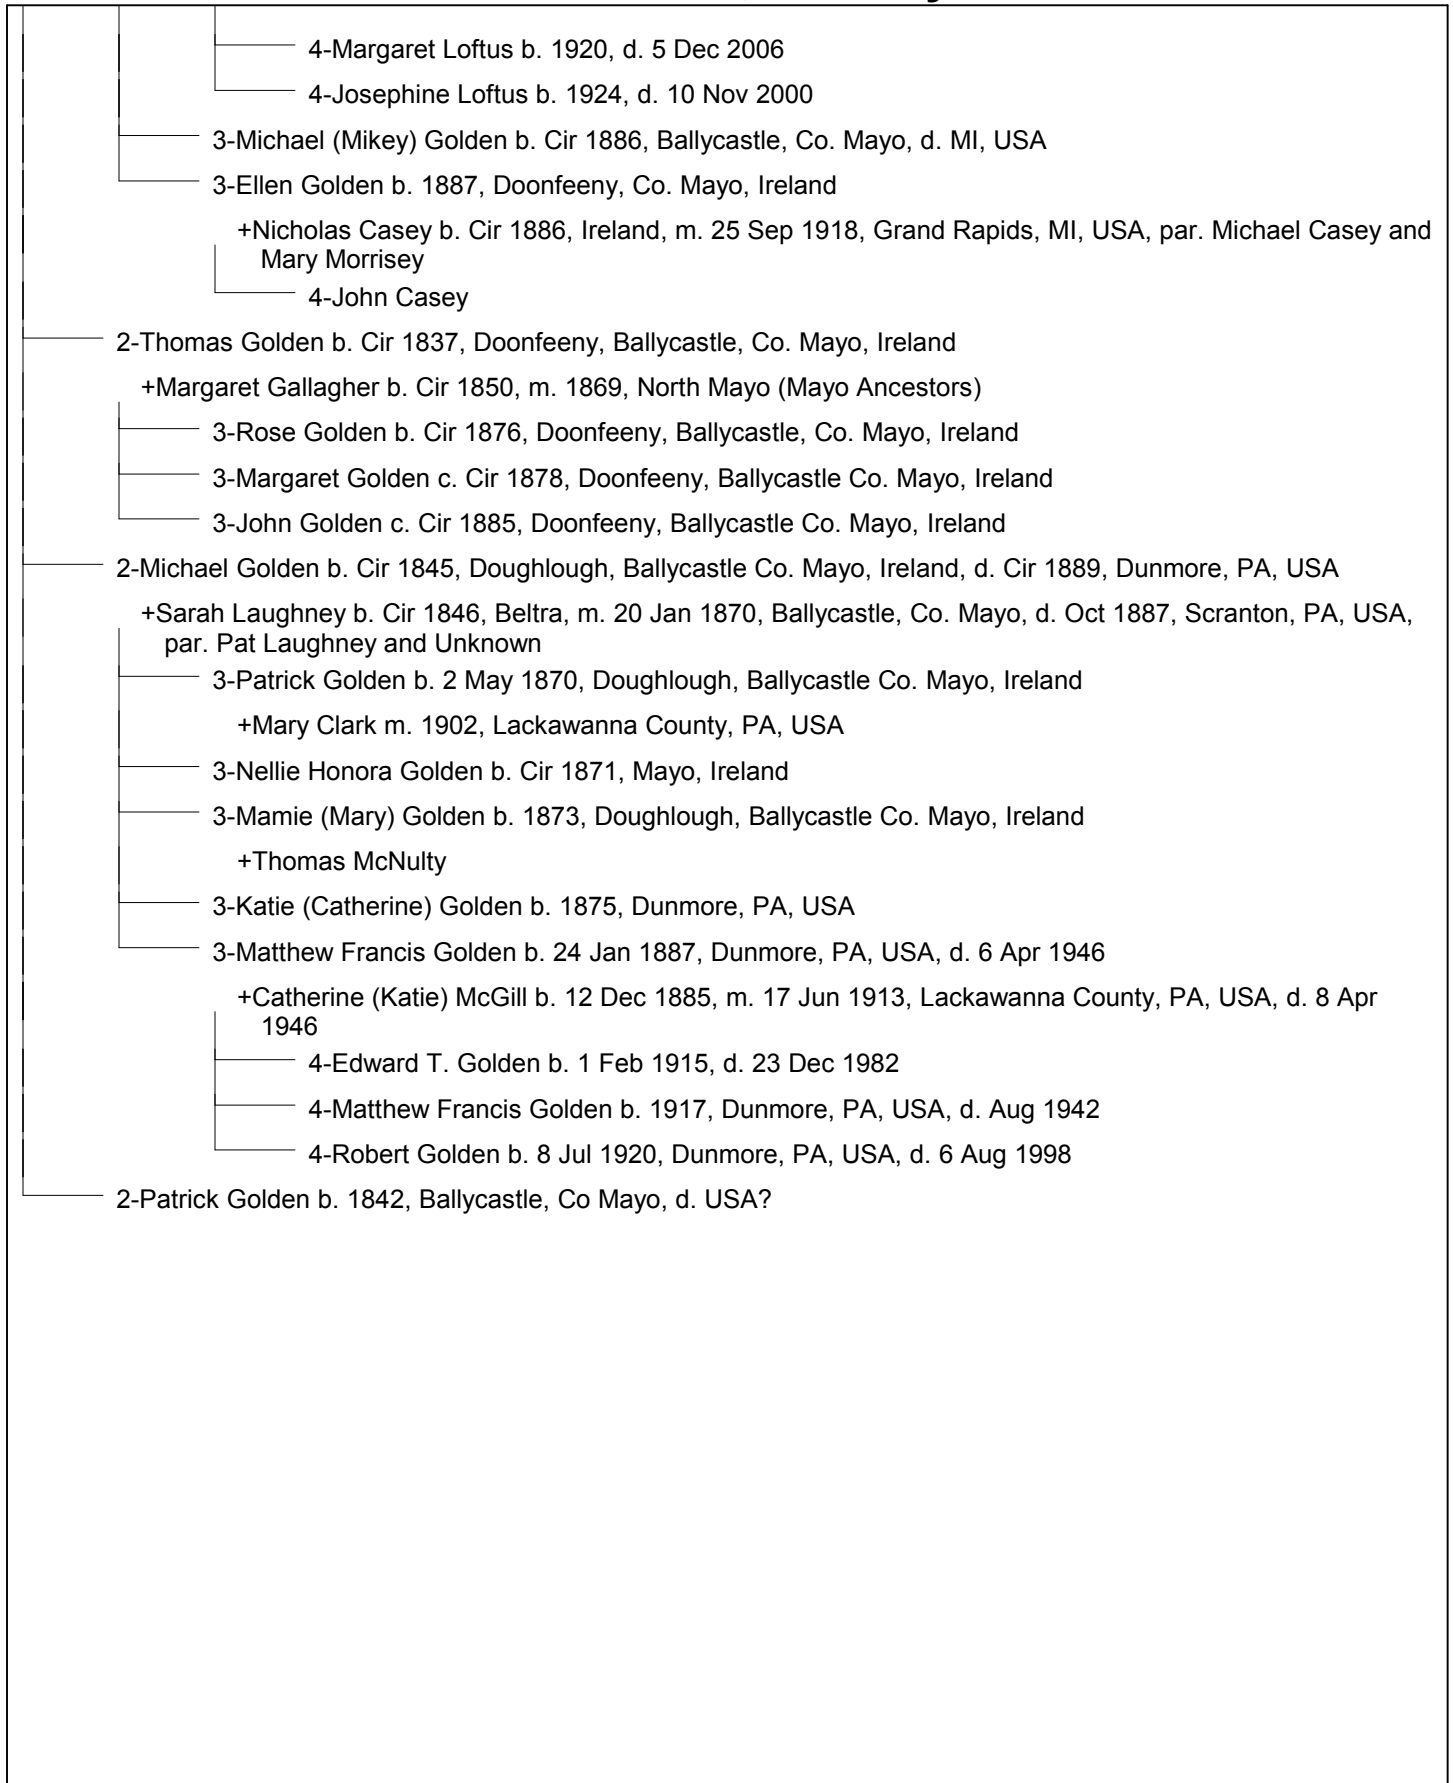 4-Margaret Loftus b. 1920, d. 5 Dec 2006
4-Josephine Loftus b. 1924, d. 10 Nov 2000
3-Michael (Mikey) Golden b. Cir 1886, Ballycastle, Co. Mayo, d. MI, USA
3-Ellen Golden b. 1887, Doonfeeny, Co. Mayo, Ireland
+Nicholas Casey b. Cir 1886, Ireland, m. 25 Sep 1918, Grand Rapids, MI, USA, par. Michael Casey and
Mary Morrisey
4-John Casey
2-Thomas Golden b. Cir 1837, Doonfeeny, Ballycastle, Co. Mayo, Ireland
+Margaret Gallagher b. Cir 1850, m. 1869, North Mayo (Mayo Ancestors)
3-Rose Golden b. Cir 1876, Doonfeeny, Ballycastle, Co. Mayo, Ireland
3-Margaret Golden c. Cir 1878, Doonfeeny, Ballycastle Co. Mayo, Ireland
3-John Golden c. Cir 1885, Doonfeeny, Ballycastle Co. Mayo, Ireland
2-Michael Golden b. Cir 1845, Doughlough, Ballycastle Co. Mayo, Ireland, d. Cir 1889, Dunmore, PA, USA
+Sarah Laughney b. Cir 1846, Beltra, m. 20 Jan 1870, Ballycastle, Co. Mayo, d. Oct 1887, Scranton, PA, USA,
par. Pat Laughney and Unknown
3-Patrick Golden b. 2 May 1870, Doughlough, Ballycastle Co. Mayo, Ireland
+Mary Clark m. 1902, Lackawanna County, PA, USA
3-Nellie Honora Golden b. Cir 1871, Mayo, Ireland
3-Mamie (Mary) Golden b. 1873, Doughlough, Ballycastle Co. Mayo, Ireland
+Thomas McNulty
3-Katie (Catherine) Golden b. 1875, Dunmore, PA, USA
3-Matthew Francis Golden b. 24 Jan 1887, Dunmore, PA, USA, d. 6 Apr 1946
+Catherine (Katie) McGill b. 12 Dec 1885, m. 17 Jun 1913, Lackawanna County, PA, USA, d. 8 Apr
1946
4-Edward T. Golden b. 1 Feb 1915, d. 23 Dec 1982
4-Matthew Francis Golden b. 1917, Dunmore, PA, USA, d. Aug 1942
4-Robert Golden b. 8 Jul 1920, Dunmore, PA, USA, d. 6 Aug 1998
2-Patrick Golden b. 1842, Ballycastle, Co Mayo, d. USA?